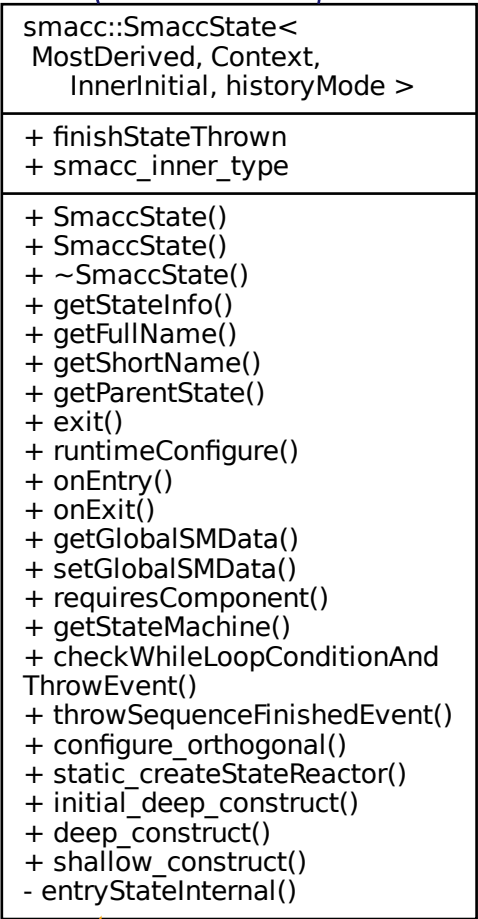 smacc::SmaccState<
MostDerived, Context,
InnerInitial, historyMode >
+ finishStateThrown
+ smacc_inner_type
+ SmaccState()
+ SmaccState()
+ ~SmaccState()
+ getStateInfo()
+ getFullName()
+ getShortName()
+ getParentState()
+ exit()
+ runtimeConfigure()
+ onEntry()
+ onExit()
+ getGlobalSMData()
+ setGlobalSMData()
+ requiresComponent()
+ getStateMachine()
+ checkWhileLoopConditionAnd
ThrowEvent()
+ throwSequenceFinishedEvent()
+ configure_orthogonal()
+ static_createStateReactor()
+ initial_deep_construct()
+ deep_construct()
+ shallow_construct()
- entryStateInternal()